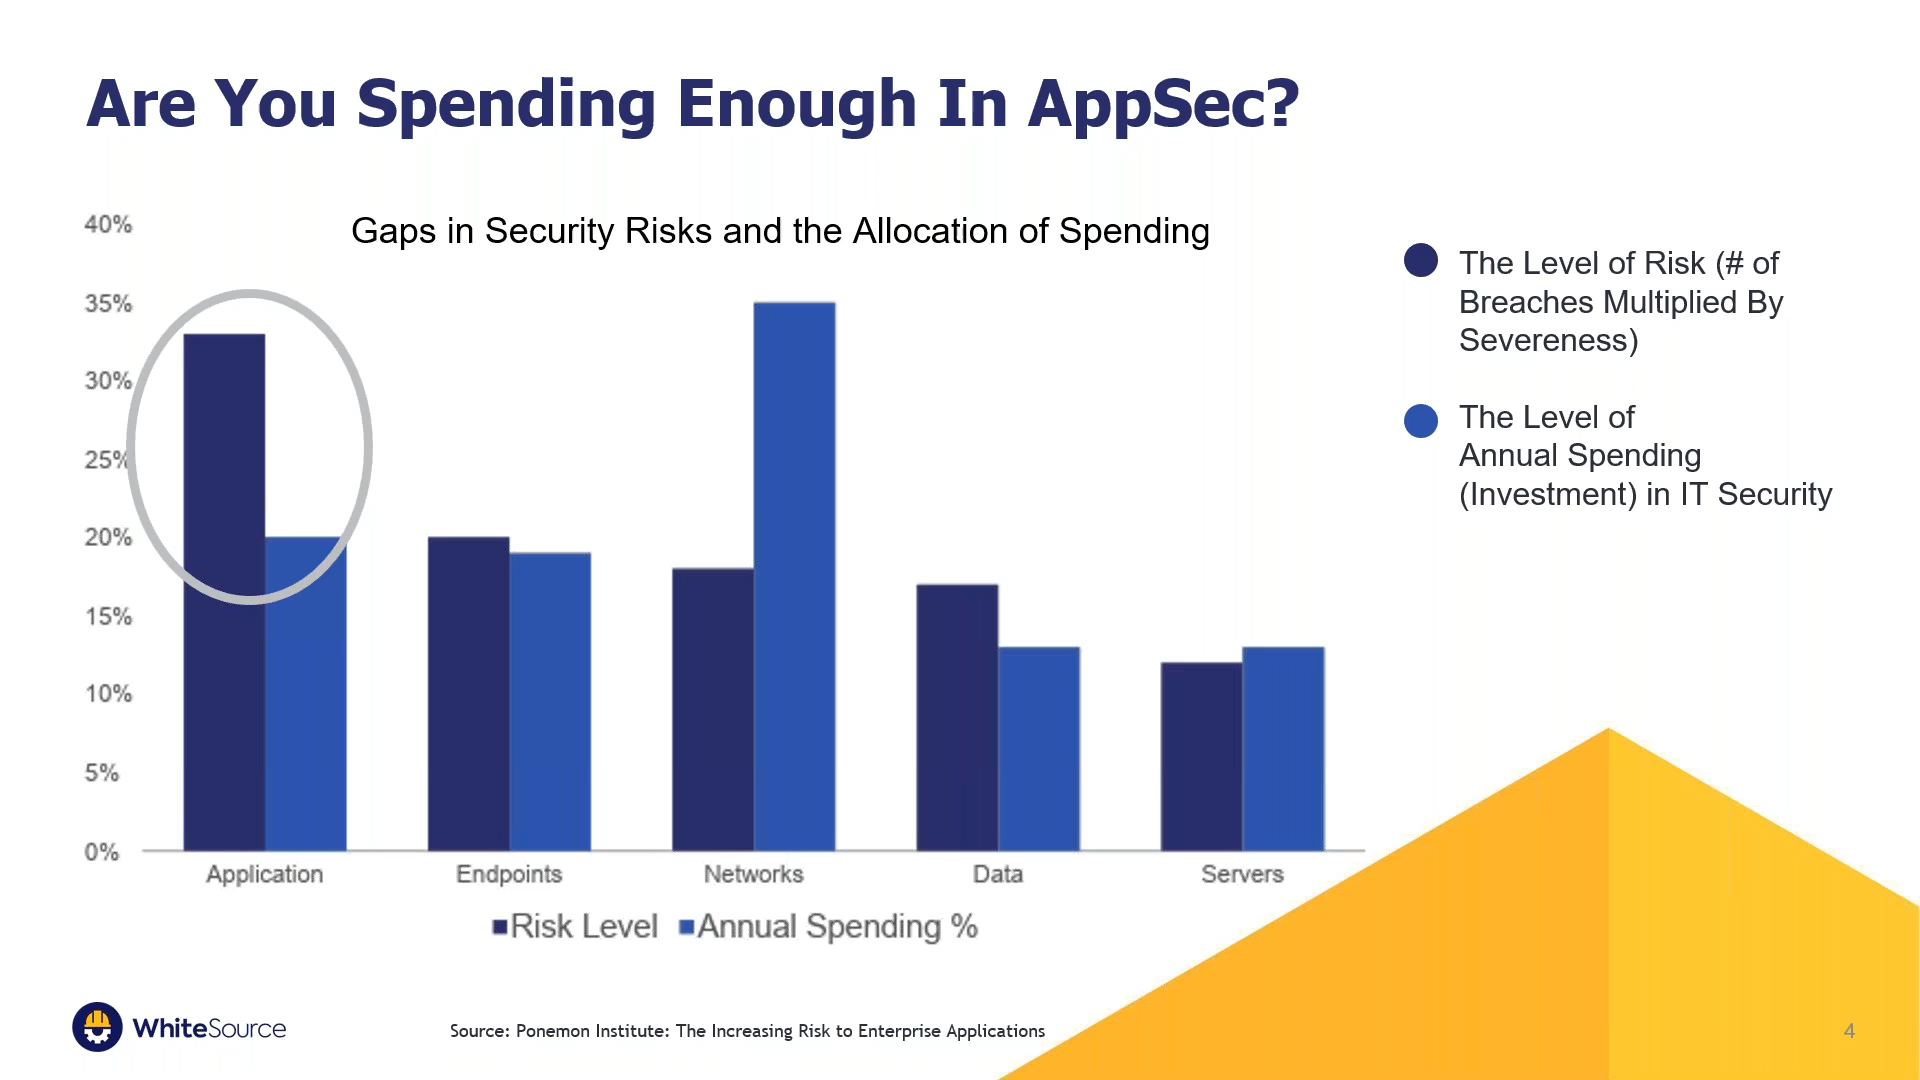 Are You Spending Enough In AppSec?
Gaps in Security Risks and the Allocation of Spending
40%
35%
30%
25%
20%
15%
10%
5%
0%
Application
Endpoints
Networks
Data
Servers
Risk Level
Annual Spending %
The Level of Risk (# of
Breaches Multiplied By
Severeness)
The Level of
Annual Spending
(Investment) in IT Security
WhiteSource
Source: Ponemon Institute: The Increasing Risk to Enterprise Applications
4